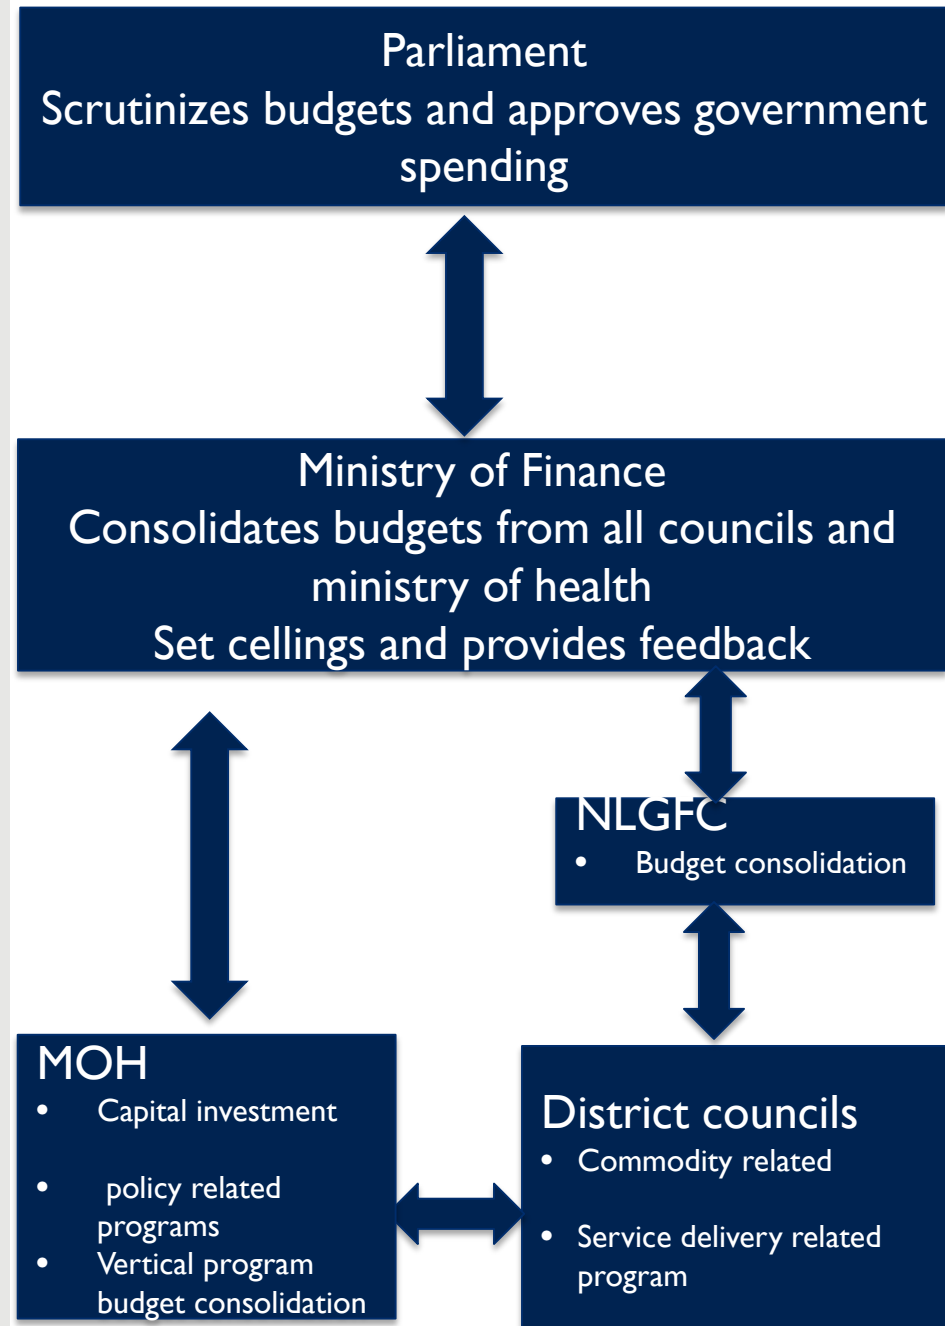 Parliament
Scrutinizes budgets and approves government
spending
Ministry of Finance
Consolidates budgets from all councils and
ministry of health
Set cellings and provides feedback
NLGFC
• Budget consolidation
MOH
• Capital investment
• policy related
programs
• Vertical program
budget consolidation
District councils
• Commodity related
• Service delivery related
program